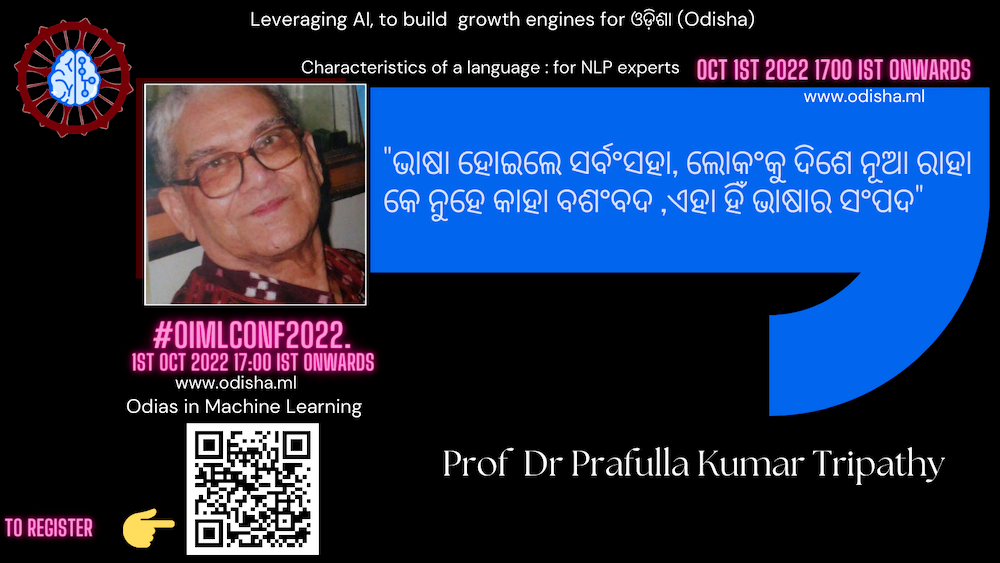 Leveraging AI, to build growth engines for ଓଡ଼ିଶା (Odisha)
Characteristics of a language : for NLP experts
OCT 1ST 2022 1700 IST ONWARDS
www.odisha.ml
"ଭାଷା ହୋଇଲେ ସର୍ବଂସହା, ଲୋକଂକୁ ଦିଶେ ନୂଆ ରାହା
କେ ନୁହେ କାହା ବଶଂବଦ ,ଏହା ହିଁ ଭାଷାର ସଂପଦ"
#OIMLCONF2022.
1ST OCT 2022 17:00 IST ONWARDS
www.odisha.ml
Odias in Machine Learning
Prof Dr Prafulla Kumar Tripathy
TO REGISTER